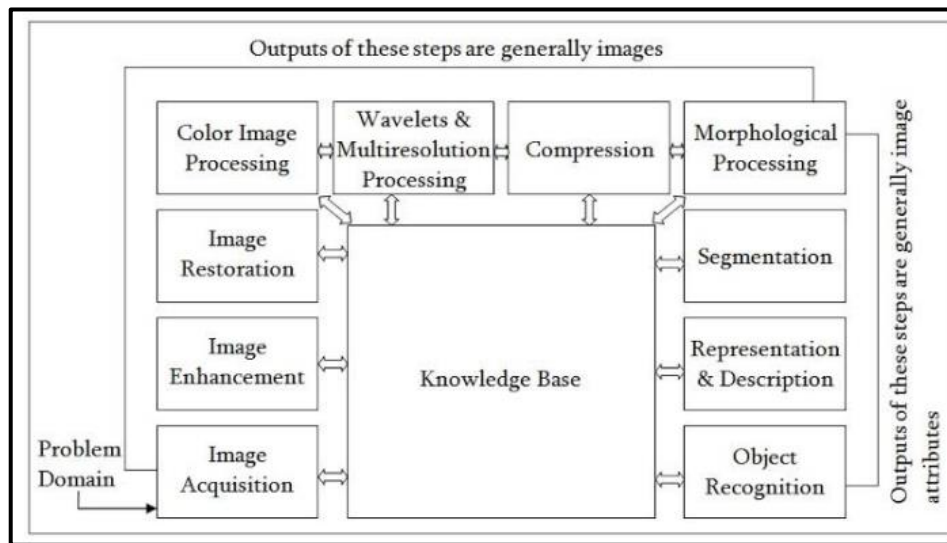 Outputs of these steps are generally images
Color Image
Processing
Wavelets &
Multiresolution
Processing
Compression
Morphological
Processing
Image
Restoration
Segmentation
Image
Enhancement
Knowledge Base
Representation
& Description
Problem
Domain
Image
Acquisition
Object
Recognition
Outputs of these steps are generally image
attributes